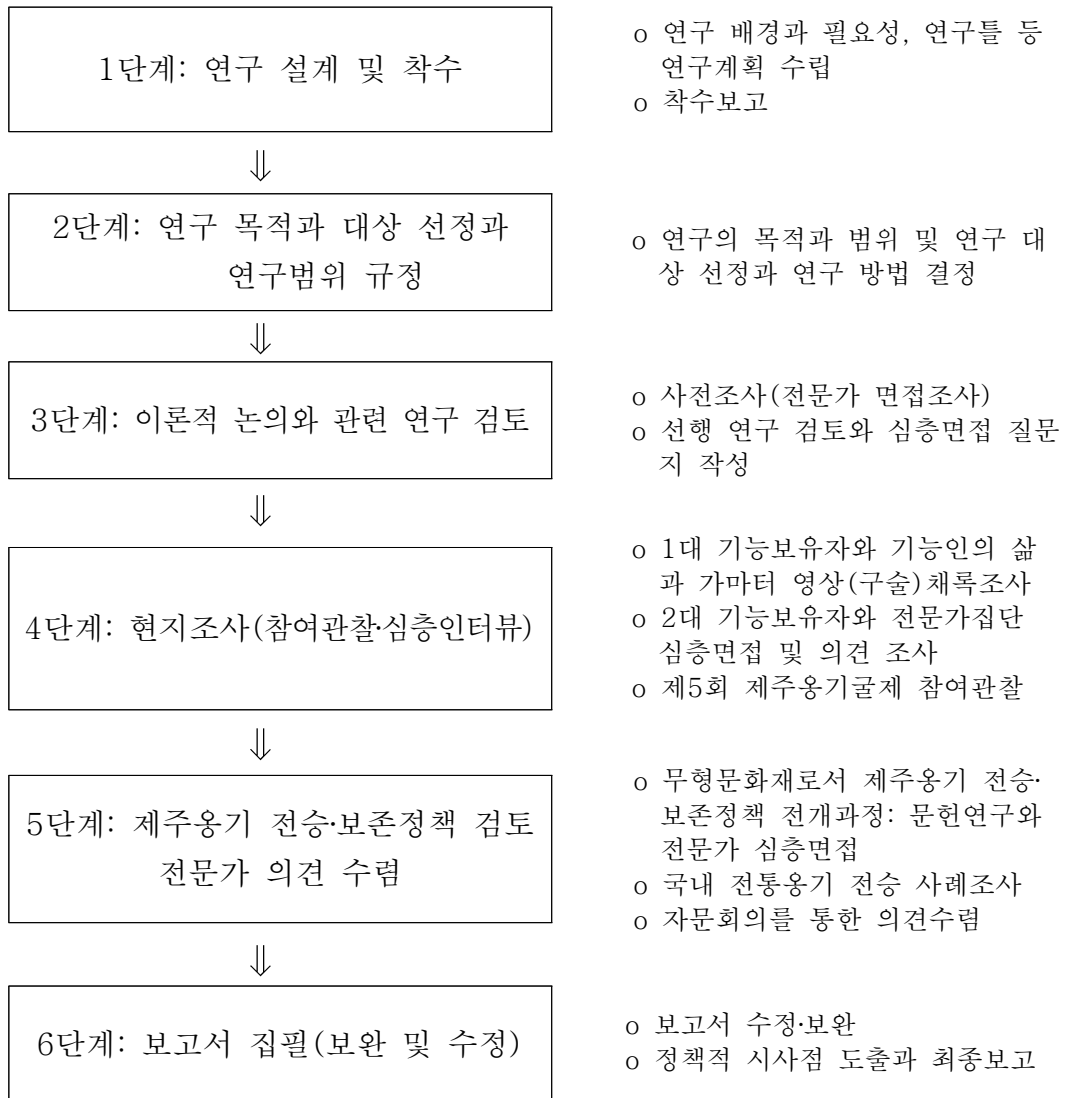 1단계: 연구 설계 및 착수
o 연구 배경과 필요성, 연구틀 등
연구계획 수립
o 착수보고
⇓
2단계: 연구 목적과 대상 선정과
연구범위 규정
o 연구의 목적과 범위 및 연구 대
상 선정과 연구 방법 결정
⇓
3단계: 이론적 논의와 관련 연구 검토
o 사전조사(전문가 면접조사)
o 선행 연구 검토와 심층면접 질문
지 작성
⇓
4단계: 현지조사(참여관찰·심층인터뷰)
o 1대 기능보유자와 기능인의 삶
과 가마터 영상(구술)채록조사
o 2대 기능보유자와 전문가집단
심층면접 및 의견 조사
o 제5회 제주옹기굴제 참여관찰
⇓
5단계: 제주옹기 전승·보존정책 검토
전문가 의견 수렴
o 무형문화재로서 제주옹기 전승·
보존정책 전개과정: 문헌연구와
전문가 심층면접
o 국내 전통옹기 전승 사례조사
o 자문회의를 통한 의견수렴
⇓
6단계: 보고서 집필(보완 및 수정)
o 보고서 수정·보완
o 정책적 시사점 도출과 최종보고